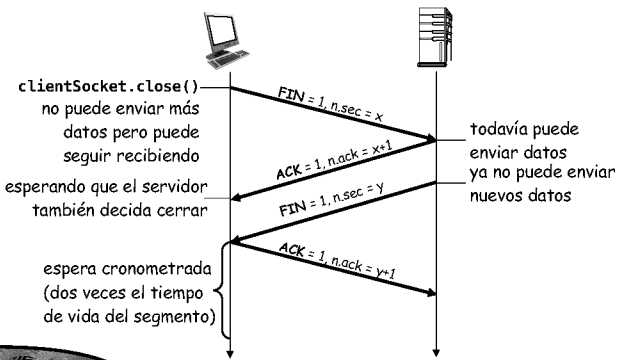 clientSocket.close()
no puede enviar más
datos pero puede
seguir recibiendo
esperando que el servidor
también decida cerrar
espera cronometrada
(dos veces el tiempo
de vida del segmento)
FIN = 1, n.sec = x
ACK = 1, n.ack = x+1
FIN = 1, n.sec = y
ACK = 1, n.ack = y+1
todavía puede
enviar datos
ya no puede enviar
nuevos datos